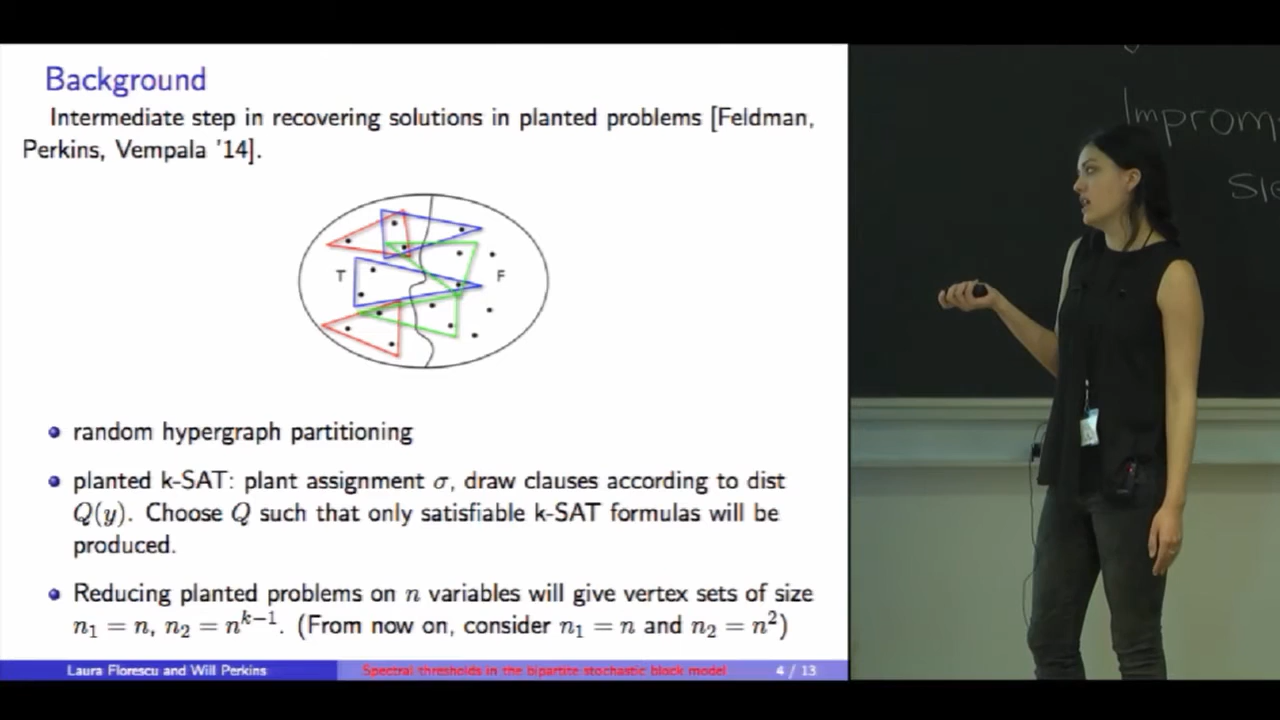 Background
Intermediate step in recovering solutions in planted problems [Feldman,
Perkins, Vempala '14].
T
F
random hypergraph partitioning
planted k-SAT: plant assignment σ, draw clauses according to dist
Q(y). Choose Q such that only satisfiable k-SAT formulas will be
produced.
Reducing planted problems on n variables will give vertex sets of size
n₁ = n, n₂ = nᵏ⁻¹. (From now on, consider n₁ = n and n₂ = n²)
Laura Florescu and Will Perkins
Spectral thresholds in the bipartite stochastic block model
4 / 13